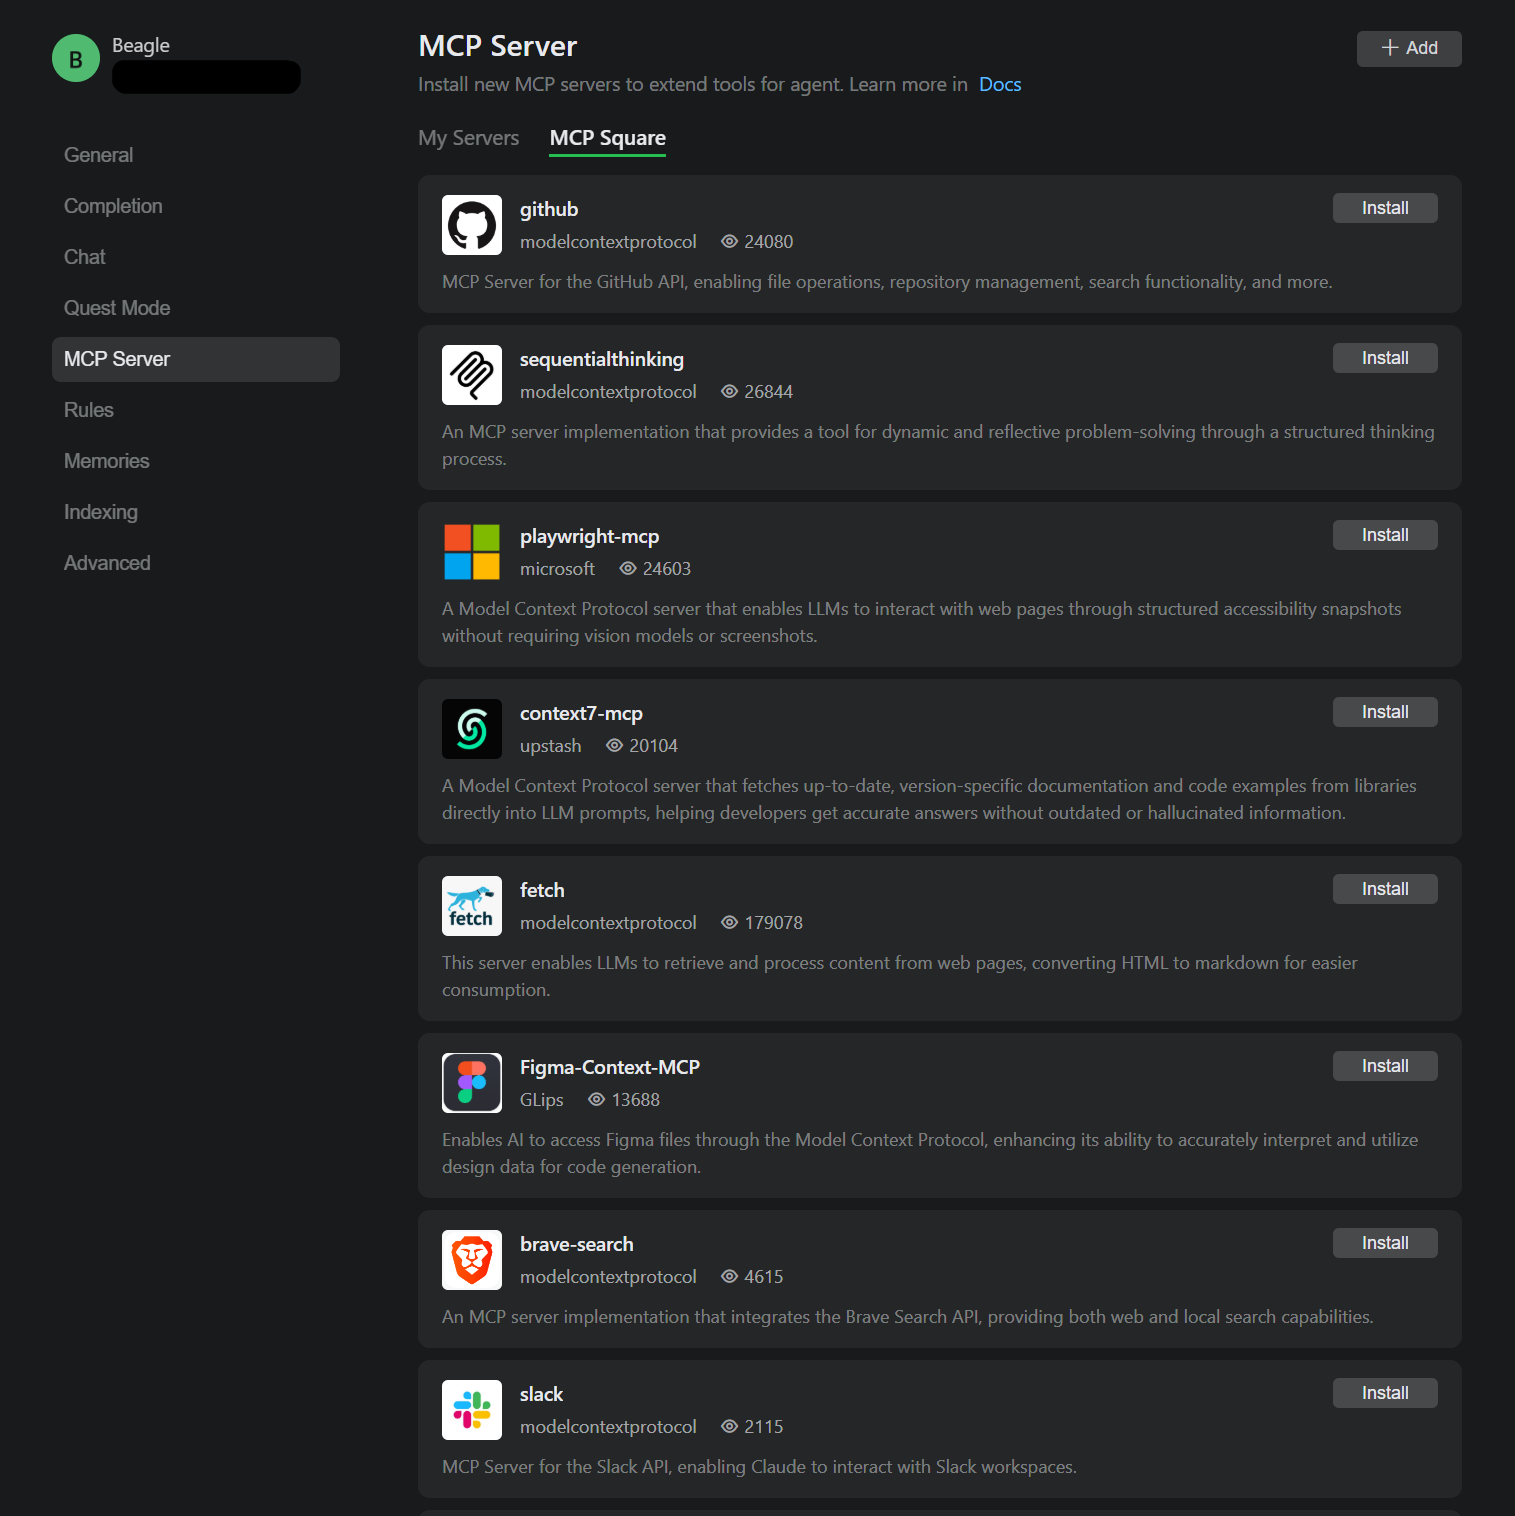 B
Beagle
General
Completion
Chat
Quest Mode
MCP Server
Rules
Memories
Indexing
Advanced
MCP Server
Add
Install new MCP servers to extend tools for agent. Learn more in Docs
My Servers
MCP Square
github
Install
modelcontextprotocol 24080
MCP Server for the GitHub API, enabling file operations, repository management, search functionality, and more.
sequentialthinking
Install
modelcontextprotocol 26844
An MCP server implementation that provides a tool for dynamic and reflective problem-solving through a structured thinking
process.
playwright-mcp
Install
microsoft 24603
A Model Context Protocol server that enables LLMs to interact with web pages through structured accessibility snapshots
without requiring vision models or screenshots.
context7-mcp
Install
upstash 20104
A Model Context Protocol server that fetches up-to-date, version-specific documentation and code examples from libraries
directly into LLM prompts, helping developers get accurate answers without outdated or hallucinated information.
fetch
fetch
Install
modelcontextprotocol 179078
This server enables LLMs to retrieve and process content from web pages, converting HTML to markdown for easier
consumption.
Figma-Context-MCP
Install
GLips 13688
Enables AI to access Figma files through the Model Context Protocol, enhancing its ability to accurately interpret and utilize
design data for code generation.
brave-search
Install
modelcontextprotocol 4615
An MCP server implementation that integrates the Brave Search API, providing both web and local search capabilities.
slack
Install
modelcontextprotocol 2115
MCP Server for the Slack API, enabling Claude to interact with Slack workspaces.